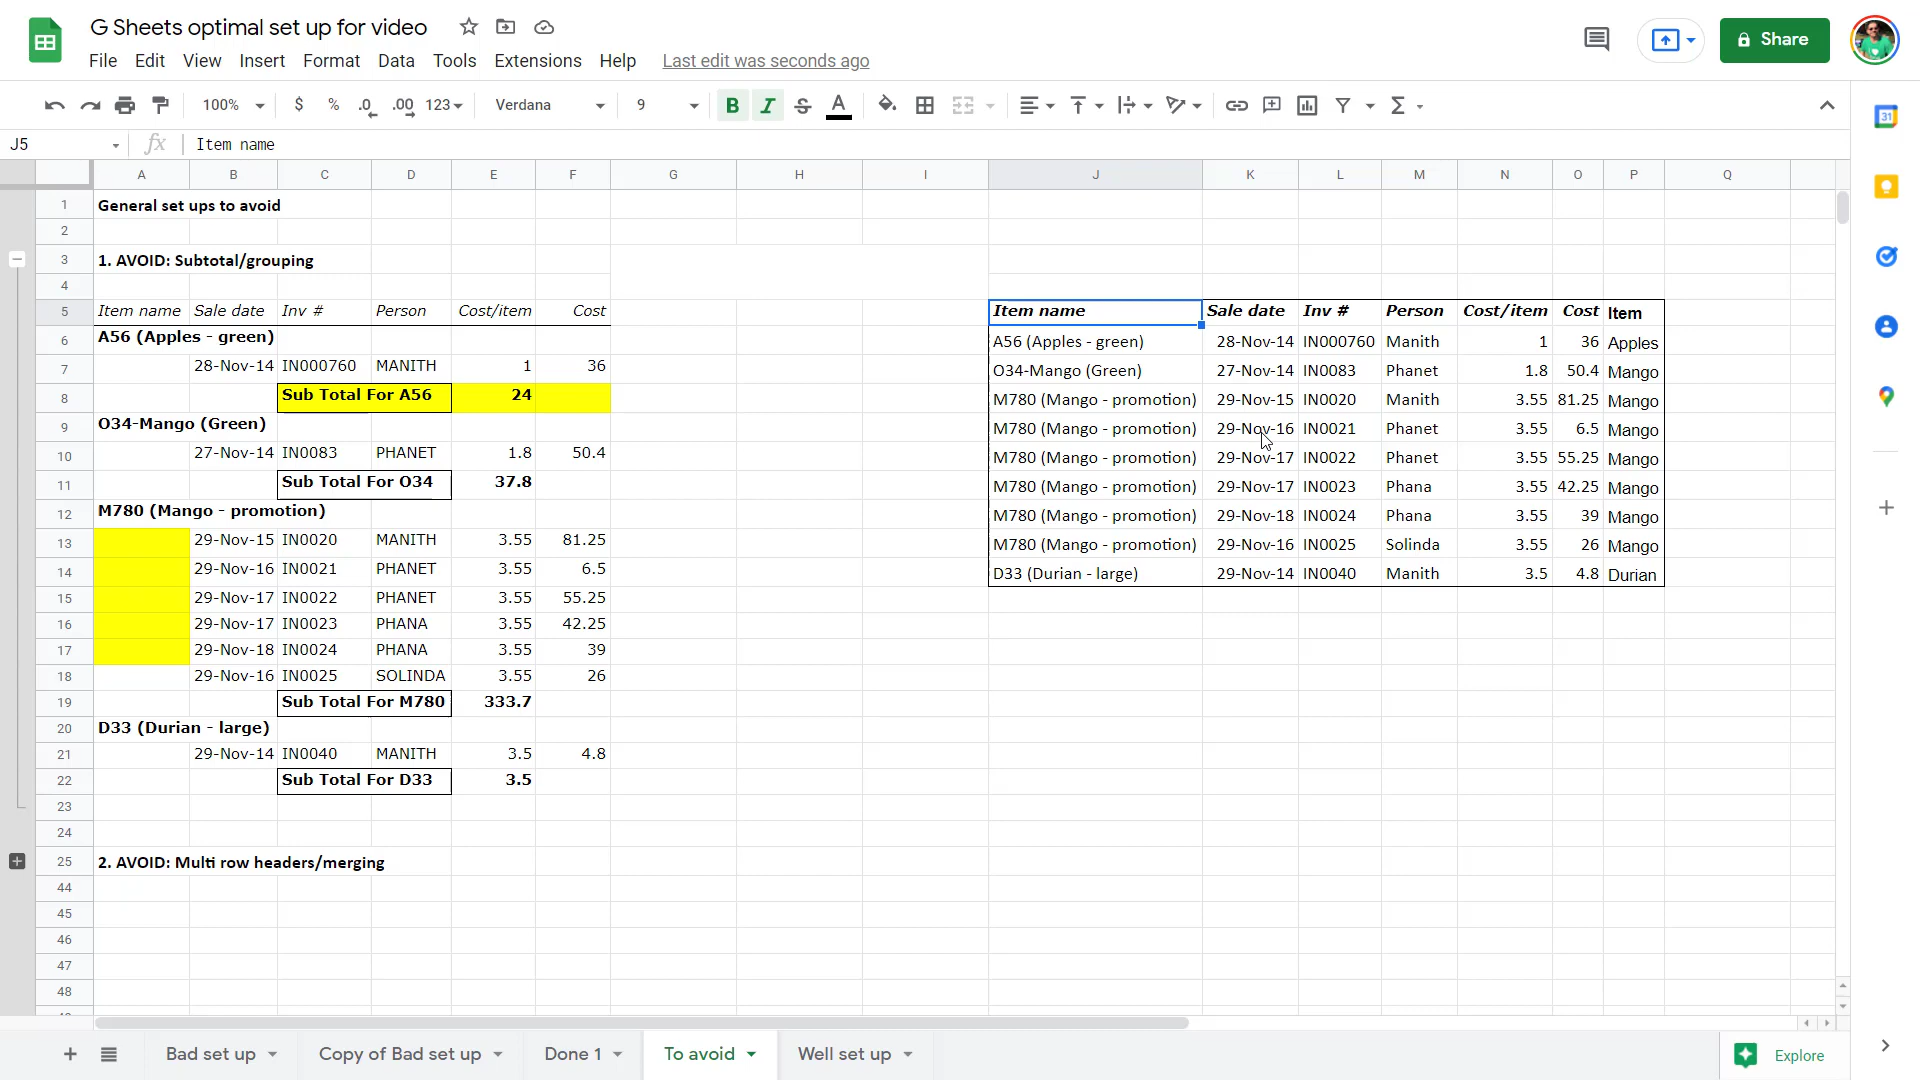 G Sheets optimal set up for video
File Edit View Insert Format Data Tools Extensions Help Last edit was seconds ago
Share
100% $ % .0 .00 123 Verdana 9 B I S A
J5 fx Item name
A B C D E F G H I J K L M N O P Q
1 General set ups to avoid
2
3 1. AVOID: Subtotal/grouping
4
5 Item name Sale date Inv # Person Cost/item Cost Item name Sale date Inv # Person Cost/item Cost Item
6 A56 (Apples - green) A56 (Apples - green) 28-Nov-14 IN000760 Manith 1 36 Apples
7 28-Nov-14 IN000760 MANITH 1 36 O34-Mango (Green) 27-Nov-14 IN0083 Phanet 1.8 50.4 Mango
8 Sub Total For A56 24 M780 (Mango - promotion) 29-Nov-15 IN0020 Manith 3.55 81.25 Mango
9 O34-Mango (Green) M780 (Mango - promotion) 29-Nov-16 IN0021 Phanet 3.55 6.5 Mango
10 27-Nov-14 IN0083 PHANET 1.8 50.4 M780 (Mango - promotion) 29-Nov-17 IN0022 Phanet 3.55 55.25 Mango
11 Sub Total For O34 37.8 M780 (Mango - promotion) 29-Nov-17 IN0023 Phana 3.55 42.25 Mango
12 M780 (Mango - promotion) M780 (Mango - promotion) 29-Nov-18 IN0024 Phana 3.55 39 Mango
13 29-Nov-15 IN0020 MANITH 3.55 81.25 M780 (Mango - promotion) 29-Nov-16 IN0025 Solinda 3.55 26 Mango
14 29-Nov-16 IN0021 PHANET 3.55 6.5 D33 (Durian - large) 29-Nov-14 IN0040 Manith 3.5 4.8 Durian
15 29-Nov-17 IN0022 PHANET 3.55 55.25
16 29-Nov-17 IN0023 PHANA 3.55 42.25
17 29-Nov-18 IN0024 PHANA 3.55 39
18 29-Nov-16 IN0025 SOLINDA 3.55 26
19 Sub Total For M780 333.7
20 D33 (Durian - large)
21 29-Nov-14 IN0040 MANITH 3.5 4.8
22 Sub Total For D33 3.5
23
24
25 2. AVOID: Multi row headers/merging
44
45
46
47
48
Bad set up Copy of Bad set up Done 1 To avoid Well set up Explore
31